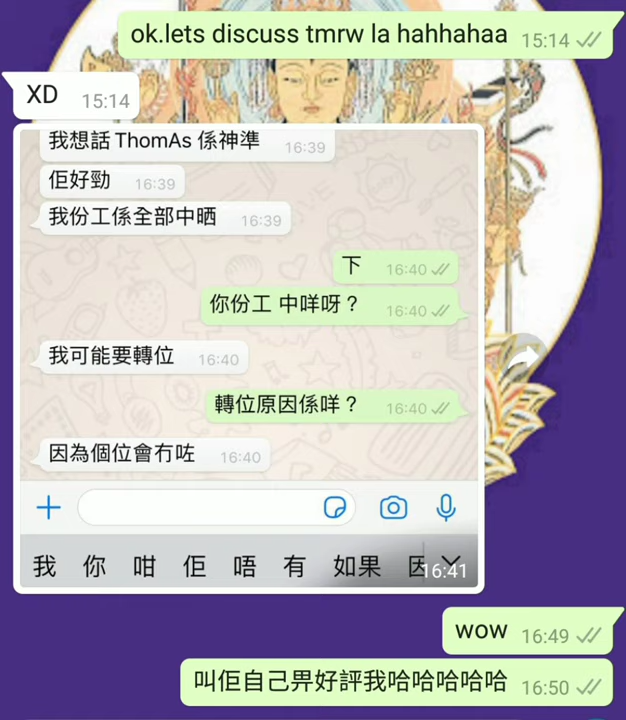 ok.lets discuss tmrw la hahhahaa 15:14
XD 15:14
我想話 ThomAs 係神準 16:39
佢好勁 16:39
我份工係全部中晒 16:39
下 16:40
你份工 中咩呀？ 16:40
我可能要轉位 16:40
轉位原因係咩？ 16:40
因為個位會冇咗 16:40
我 你 咁 佢 唔 有 如果 因
16:41
wow 16:49
叫佢自己畀好評我哈哈哈哈哈 16:50